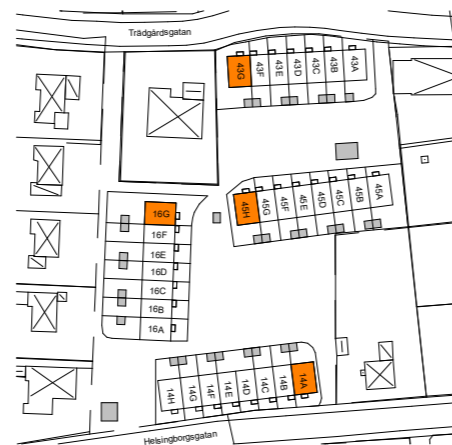 Trädgårdsgatan
43G 43F 43E 43D 43C 43B 43A
45H 45G 45F 45E 45D 45C 45B 45A
16G
16F
16E
16D
16C
16B
16A
14H 14G 14F 14E 14D 14C 14B 14A
Helsingborgsgatan